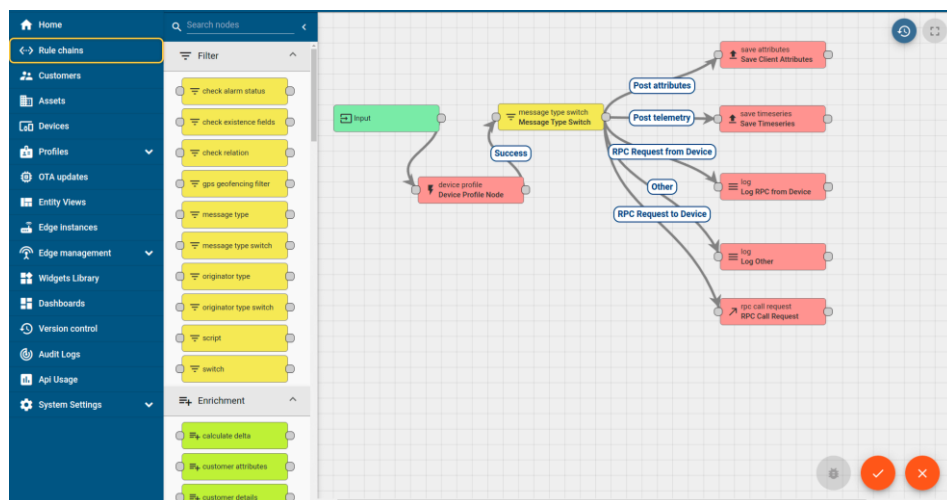 Home
Rule chains
Customers
Assets
Devices
Profiles
OTA updates
Entity Views
Edge instances
Edge management
Widgets Library
Dashboards
Version control
Audit Logs
Api Usage
System Settings
Search nodes
Filter
check alarm status
check existence fields
check relation
gps geofencing filter
message type
message type switch
originator type
originator type switch
script
switch
Enrichment
calculate delta
customer attributes
customer details
Input
device profile
Device Profile Node
Success
message type switch
Message Type Switch
Post attributes
Post telemetry
RPC Request from Device
Other
RPC Request to Device
save attributes
Save Client Attributes
save timeseries
Save Timeseries
log
Log RPC from Device
log
Log Other
rpc call request
RPC Call Request